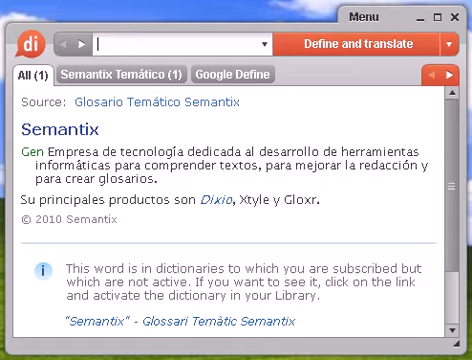 Menu
di
Define and translate
All (1)
Semantix Temático (1)
Google Define
Source: Glosario Temático Semantix
Semantix
Gen Empresa de tecnología dedicada al desarrollo de herramientas
informáticas para comprender textos, para mejorar la redacción y
para crear glosarios.
Su principales productos son Dixio, Xtyle y Gloxr.
© 2010 Semantix
i
This word is in dictionaries to which you are subscribed but
which are not active. If you want to see it, click on the link
and activate the dictionary in your Library.
"Semantix" - Glossari Temàtic Semantix